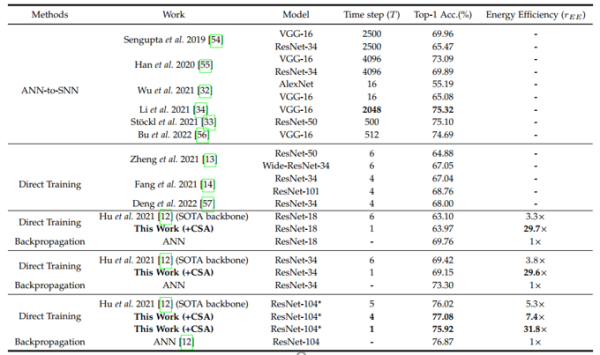 Methods Work Model Time step (T) Top-1 Acc.(%) Energy Efficiency (rEE)
ANN-to-SNN Sengupta et al. 2019 [54] VGG-16 2500 69.96 -
ResNet-34 2500 65.47 -
Han et al. 2020 [55] VGG-16 4096 73.09 -
ResNet-34 4096 69.89 -
Wu et al. 2021 [32] AlexNet 16 55.19 -
VGG-16 16 65.08 -
Li et al. 2021 [34] VGG-16 2048 75.32 -
Stöckl et al. 2021 [33] ResNet-50 500 75.10 -
Bu et al. 2022 [56] VGG-16 512 74.69 -
Direct Training Zheng et al. 2021 [13] ResNet-50 6 64.88 -
Wide-ResNet-34 6 67.05 -
Fang et al. 2021 [14] ResNet-34 4 67.04 -
ResNet-101 4 68.76 -
Deng et al. 2022 [57] ResNet-34 4 68.00 -
Direct Training Hu et al. 2021 [12] (SOTA backbone) ResNet-18 6 63.10 3.3×
This Work (+CSA) ResNet-18 1 63.97 29.7×
Backpropagation ANN ResNet-18 - 69.76 1×
Direct Training Hu et al. 2021 [12] (SOTA backbone) ResNet-34 6 69.42 3.8×
This Work (+CSA) ResNet-34 1 69.15 29.6×
Backpropagation ANN ResNet-34 - 73.30 1×
Direct Training Hu et al. 2021 [12] (SOTA backbone) ResNet-104* 5 76.02 5.3×
This Work (+CSA) ResNet-104* 4 77.08 7.4×
This Work (+CSA) ResNet-104* 1 75.92 31.8×
Backpropagation ANN [12] ResNet-104 - 76.87 1×